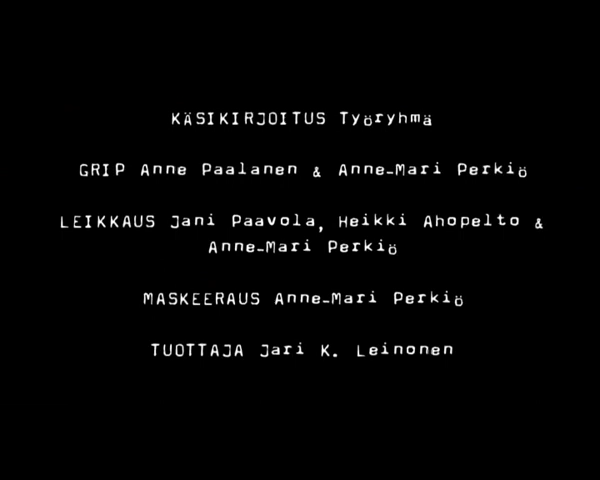 KÄSIKIRJOITUS Työryhmä
GRIP Anne Paalanen & Anne-Mari Perkiö
LEIKKAUS Jani Paavola, Heikki Ahopelto &
Anne-Mari Perkiö
MASKEERAUS Anne-Mari Perkiö
TUOTTAJA Jari K. Leinonen